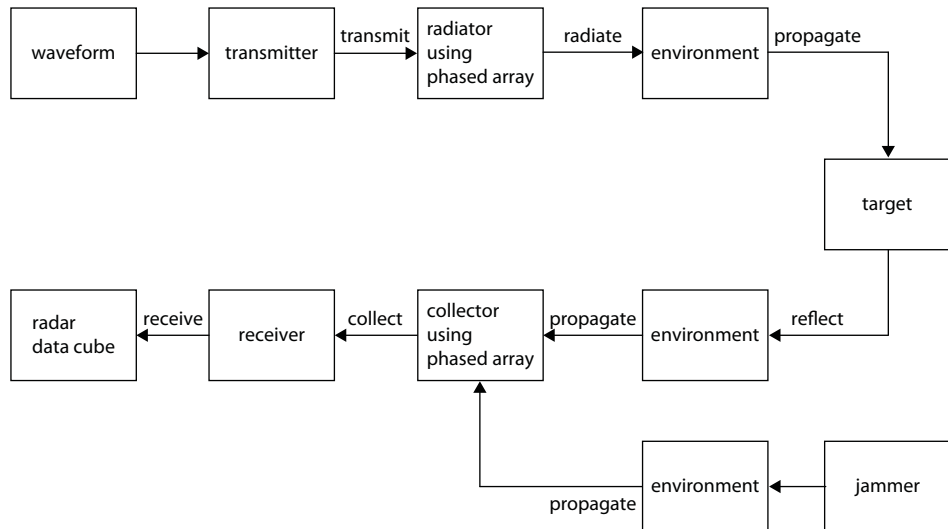 waveform
transmitter
transmit
radiator
using
phased array
radiate
environment
propagate
target
reflect
environment
propagate
collector
using
phased array
collect
receiver
receive
radar
data cube
jammer
environment
propagate